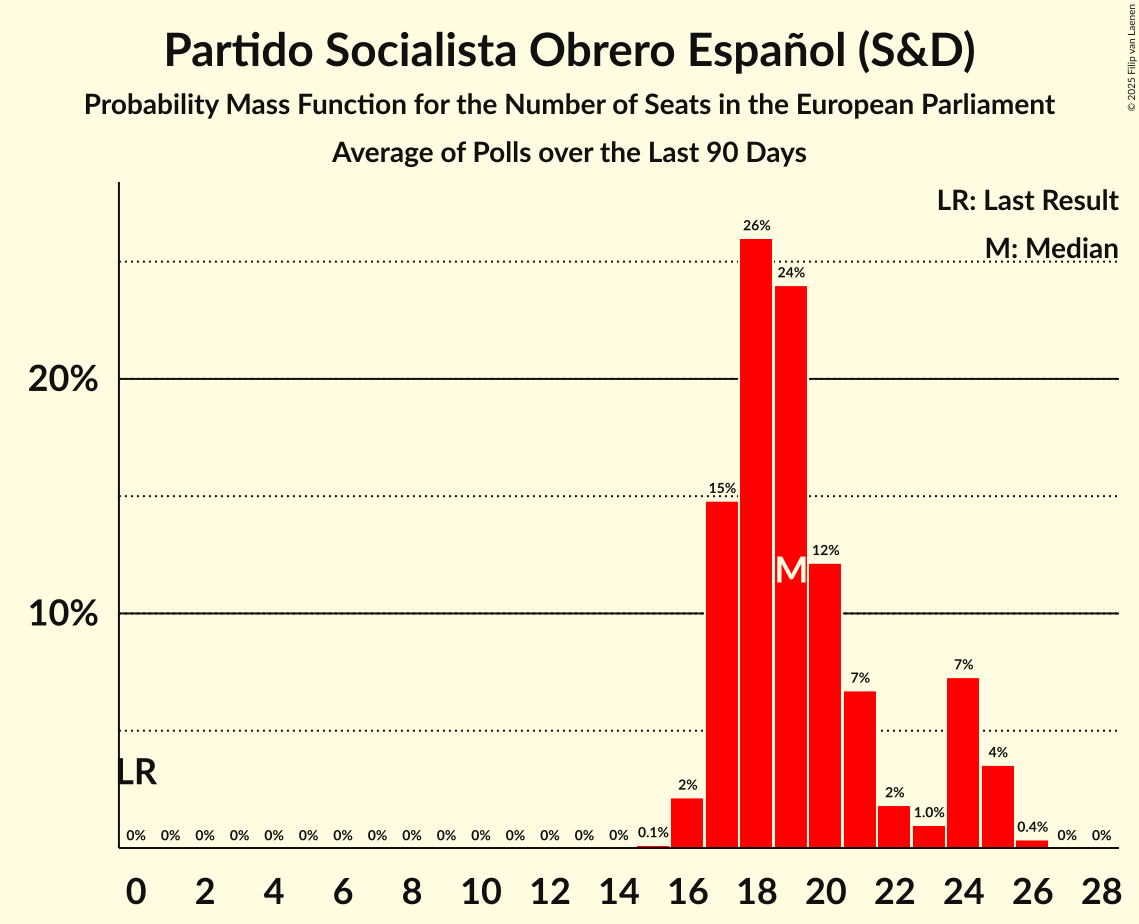 Partido Socialista Obrero Español (S&D)
Probability Mass Function for the Number of Seats in the European Parliament
Average of Polls over the Last 90 Days
© 2025 Filip van Laenen
LR: Last Result
M: Median
26%
24%
20%
15%
12%
M
10%
7%
7%
4%
LR
2%
2%
1.0%
0% 0% 0% 0% 0% 0% 0% 0% 0% 0% 0% 0% 0% 0% 0% 0.1% 0.4% 0% 0%
0 2 4 6 8 10 12 14 16 18 20 22 24 26 28